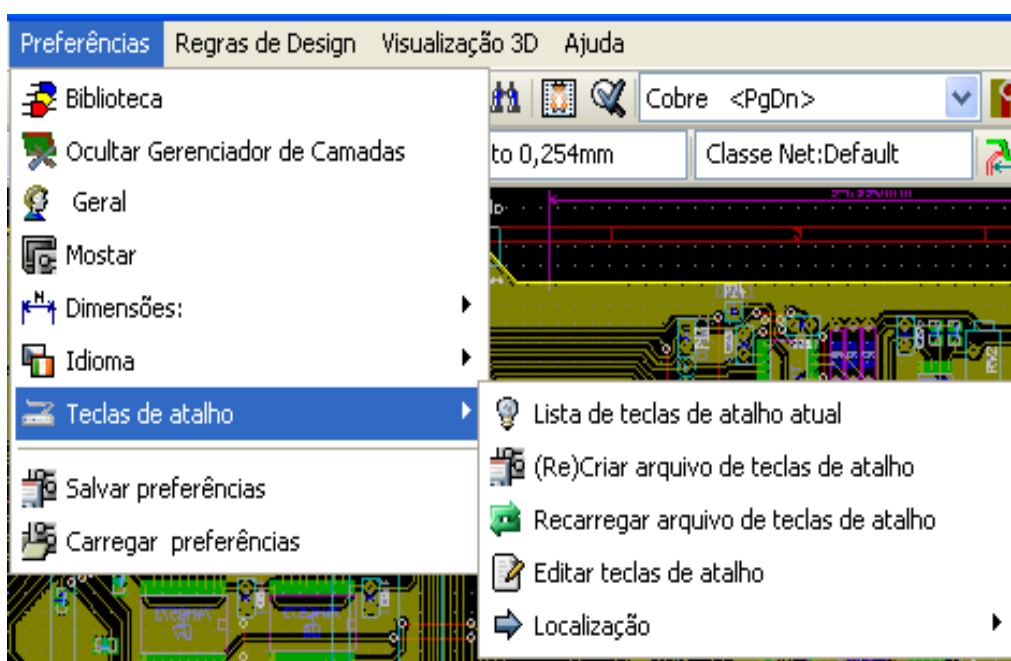 Preferências Regras de Design Visualização 3D Ajuda
Biblioteca
Cobre <PgDn>
Ocultar Gerenciador de Camadas
to 0,254mm Classe Net:Default
Geral
Mostar
Dimensões:
Idioma
Teclas de atalho
Lista de teclas de atalho atual
(Re)Criar arquivo de teclas de atalho
Salvar preferências
Recarregar arquivo de teclas de atalho
Carregar preferências
Editar teclas de atalho
Localização